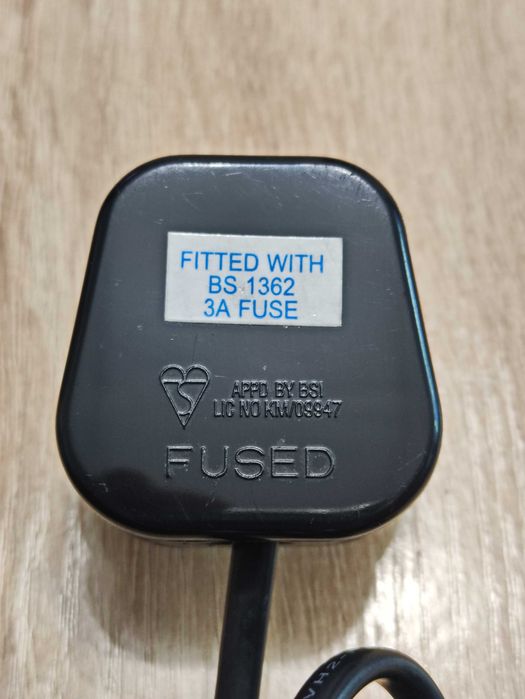 FITTED WITH
BS 1362
3A FUSE
APPD BY BSI
LIC NO KM/09947
FUSED